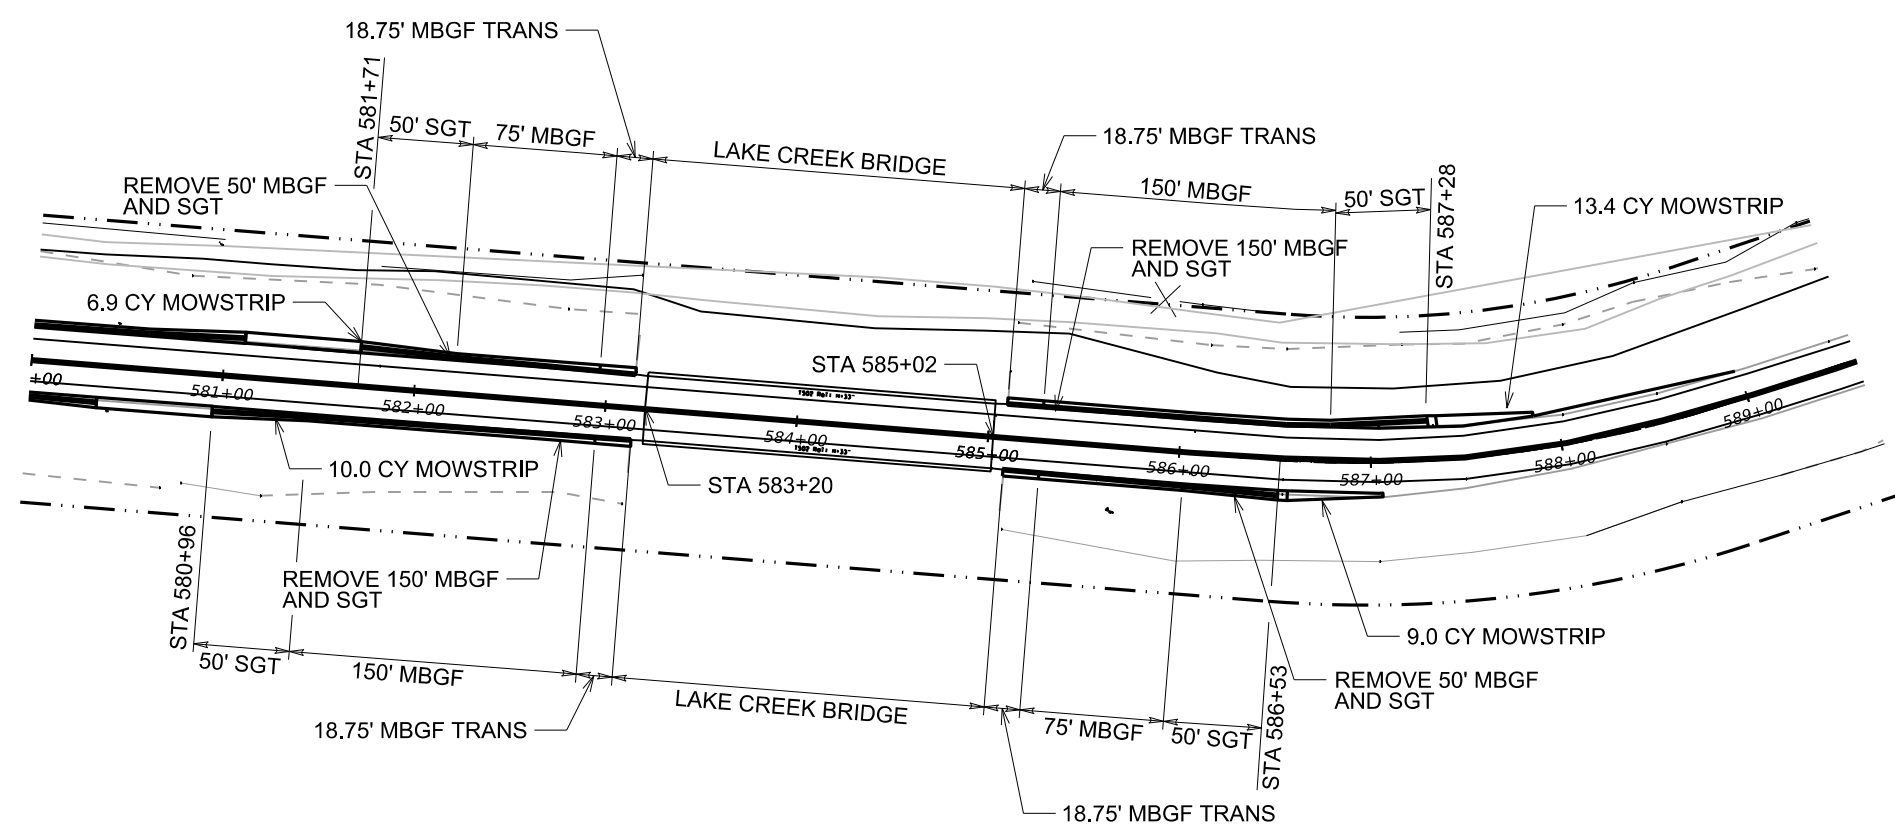 18.75' MBGF TRANS
STA 581+71
50' SGT
75' MBGF
LAKE CREEK BRIDGE
18.75' MBGF TRANS
150' MBGF
50' SGT
STA 587+28
13.4 CY MOWSTRIP
REMOVE 50' MBGF
AND SGT
REMOVE 150' MBGF
AND SGT
6.9 CY MOWSTRIP
STA 585+02
+00
581+00
582+00
583+00
584+00
585+00
586+00
587+00
588+00
589+00
10.0 CY MOWSTRIP
STA 583+20
STA 580+96
REMOVE 150' MBGF
AND SGT
50' SGT
150' MBGF
18.75' MBGF TRANS
LAKE CREEK BRIDGE
75' MBGF
50' SGT
STA 586+53
9.0 CY MOWSTRIP
REMOVE 50' MBGF
AND SGT
18.75' MBGF TRANS